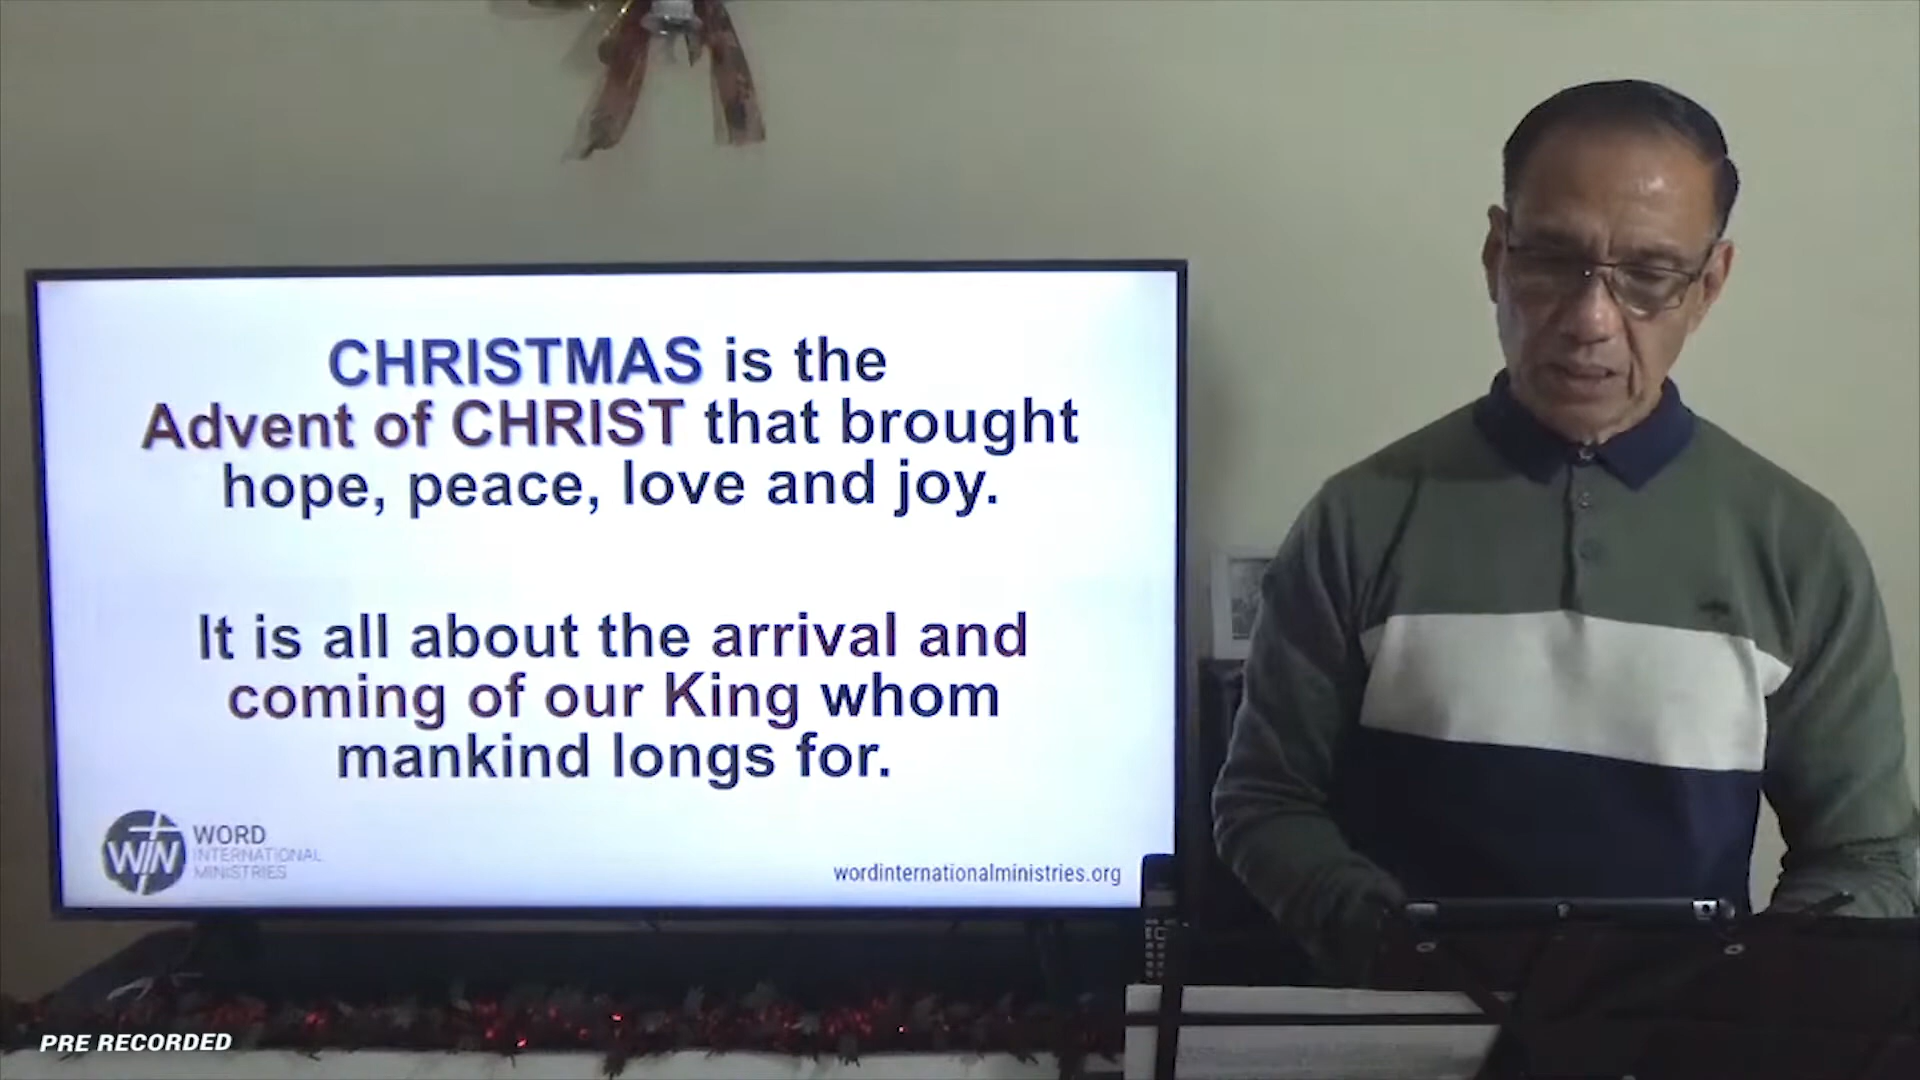 CHRISTMAS is the
Advent of CHRIST that brought
hope, peace, love and joy.
It is all about the arrival and
coming of our King whom
mankind longs for.
WIN
WORD
INTERNATIONAL
MINISTRIES
wordinternationalministries.org
PRE RECORDED